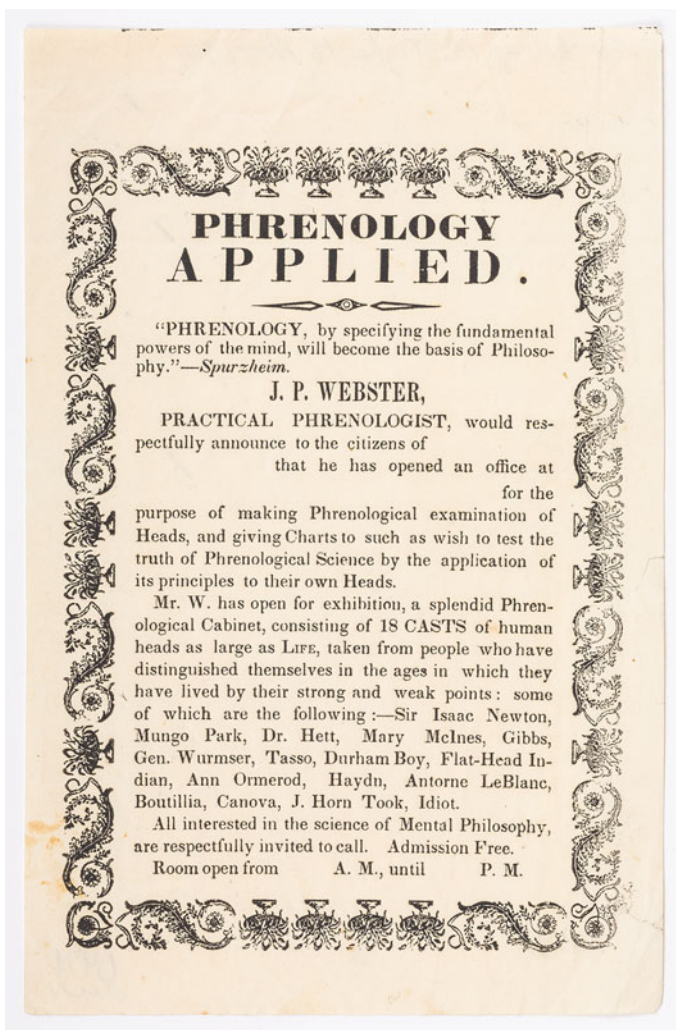 PHRENOLOGY
APPLIED.
“PHRENOLOGY, by specifying the fundamental
powers of the mind, will become the basis of Philoso-
phy.”—Spurzheim.
J. P. WEBSTER,
PRACTICAL PHRENOLOGIST, would res-
pectfully announce to the citizens of
that he has opened an office at
for the
purpose of making Phrenological examination of
Heads, and giving Charts to such as wish to test the
truth of Phrenological Science by the application of
its principles to their own Heads.
Mr. W. has open for exhibition, a splendid Phren-
ological Cabinet, consisting of 18 CASTS of human
heads as large as LIFE, taken from people who have
distinguished themselves in the ages in which they
have lived by their strong and weak points: some
of which are the following:—Sir Isaac Newton,
Mungo Park, Dr. Hett, Mary McInes, Gibbs,
Gen. Wurmser, Tasso, Durham Boy, Flat-Head In-
dian, Ann Ormerod, Haydn, Antorne LeBlanc,
Boutillia, Canova, J. Horn Took, Idiot.
All interested in the science of Mental Philosophy,
are respectfully invited to call. Admission Free.
Room open from A. M., until P. M.